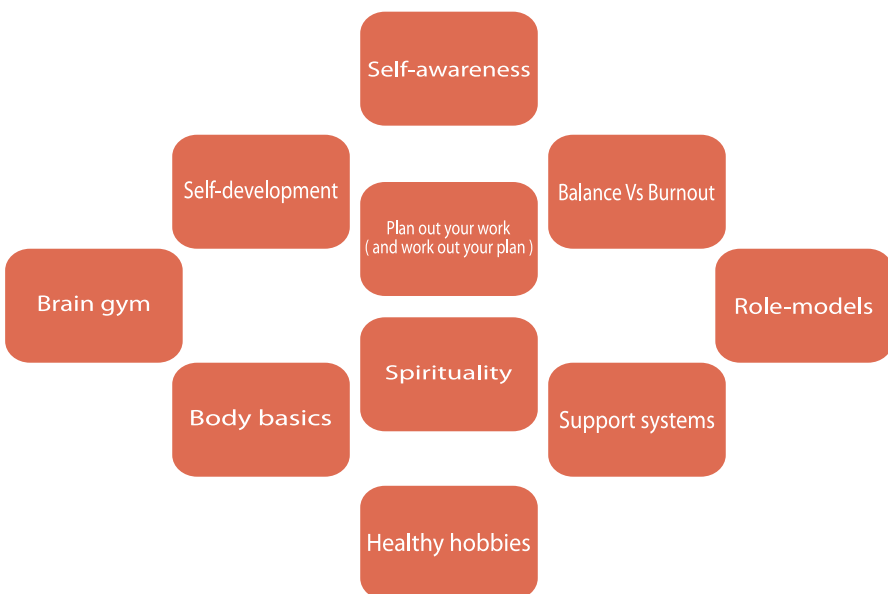 Self-awareness
Self-development
Balance Vs Burnout
Plan out your work
( and work out your plan )
Brain gym
Role-models
Spirituality
Body basics
Support systems
Healthy hobbies